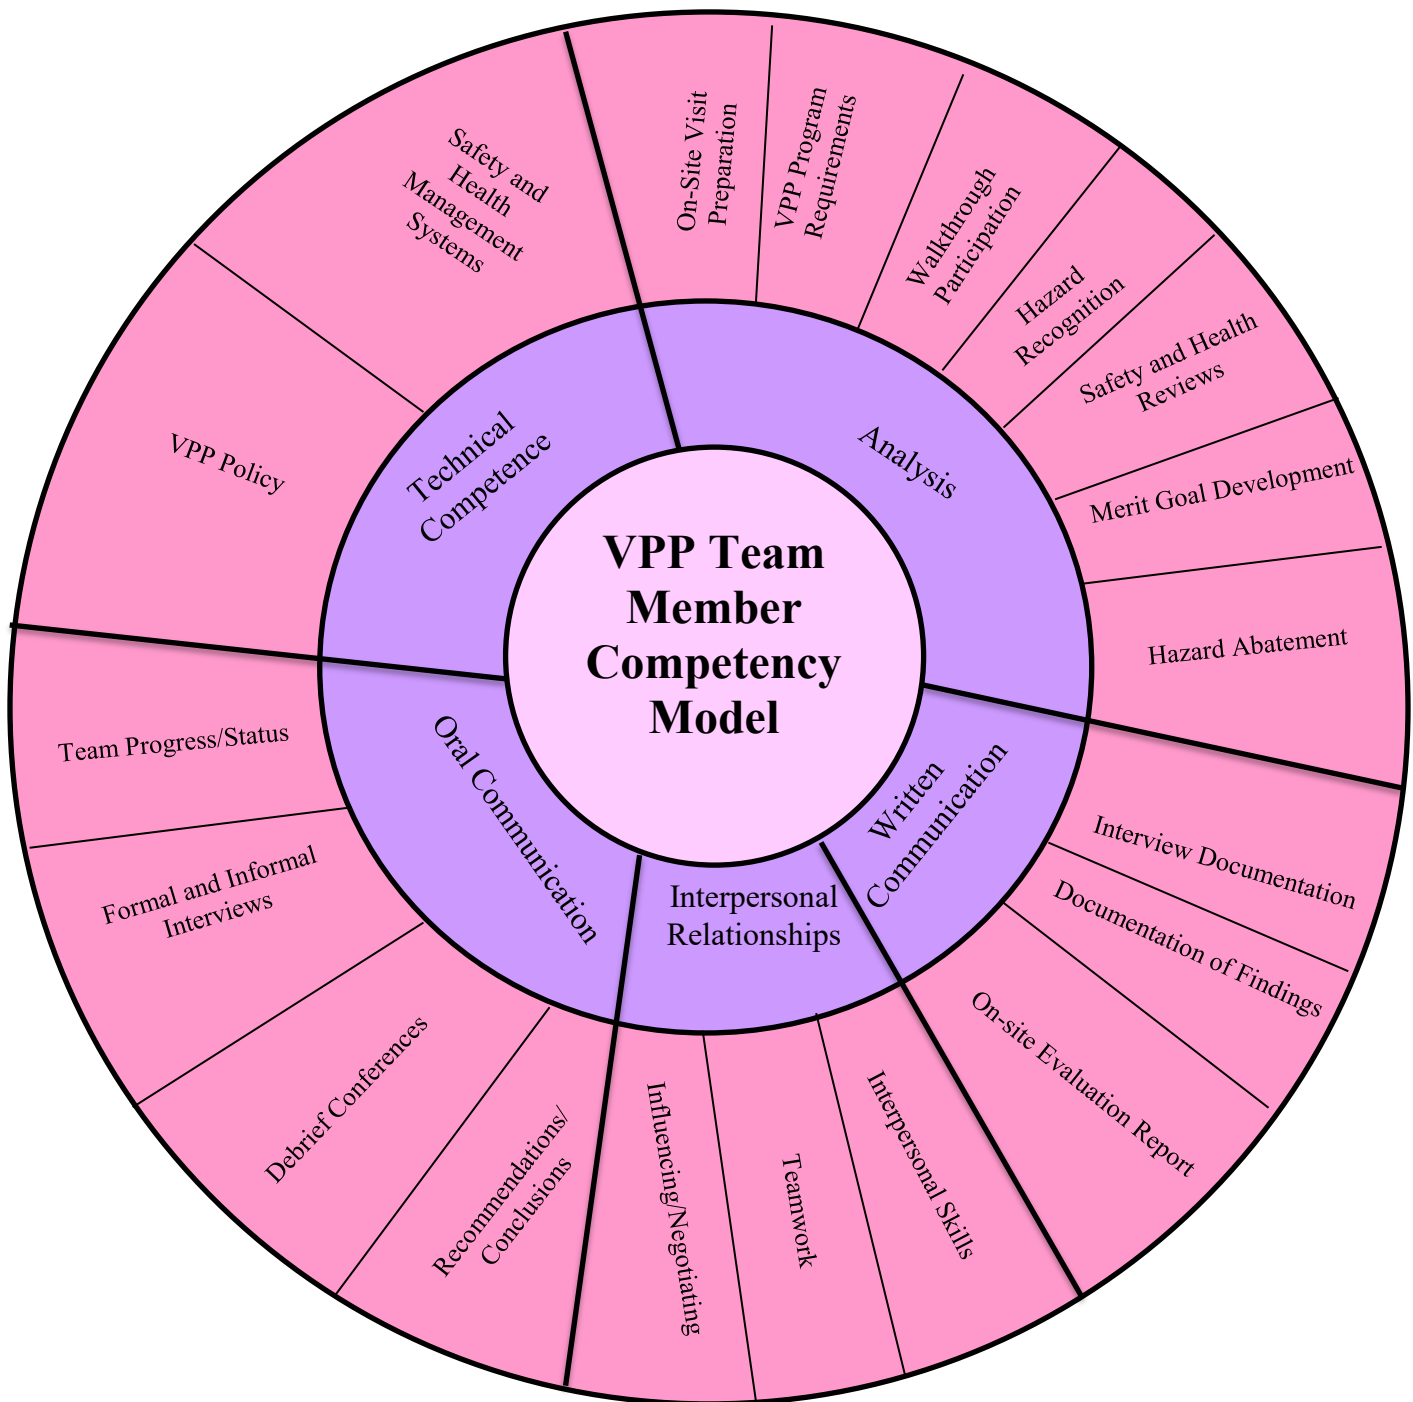 VPP Team
Member
Competency
Model
Analysis
Written
Communication
Interpersonal
Relationships
Oral Communication
Technical
Competence
On-Site Visit
Preparation
VPP Program
Requirements
Walkthrough
Participation
Hazard
Recognition
Safety and Health
Reviews
Merit Goal Development
Hazard Abatement
Interview Documentation
Documentation of Findings
On-site Evaluation Report
Interpersonal Skills
Teamwork
Influencing/Negotiating
Recommendations/
Conclusions
Debrief Conferences
Formal and Informal
Interviews
Team Progress/Status
VPP Policy
Safety and
Health
Management
Systems